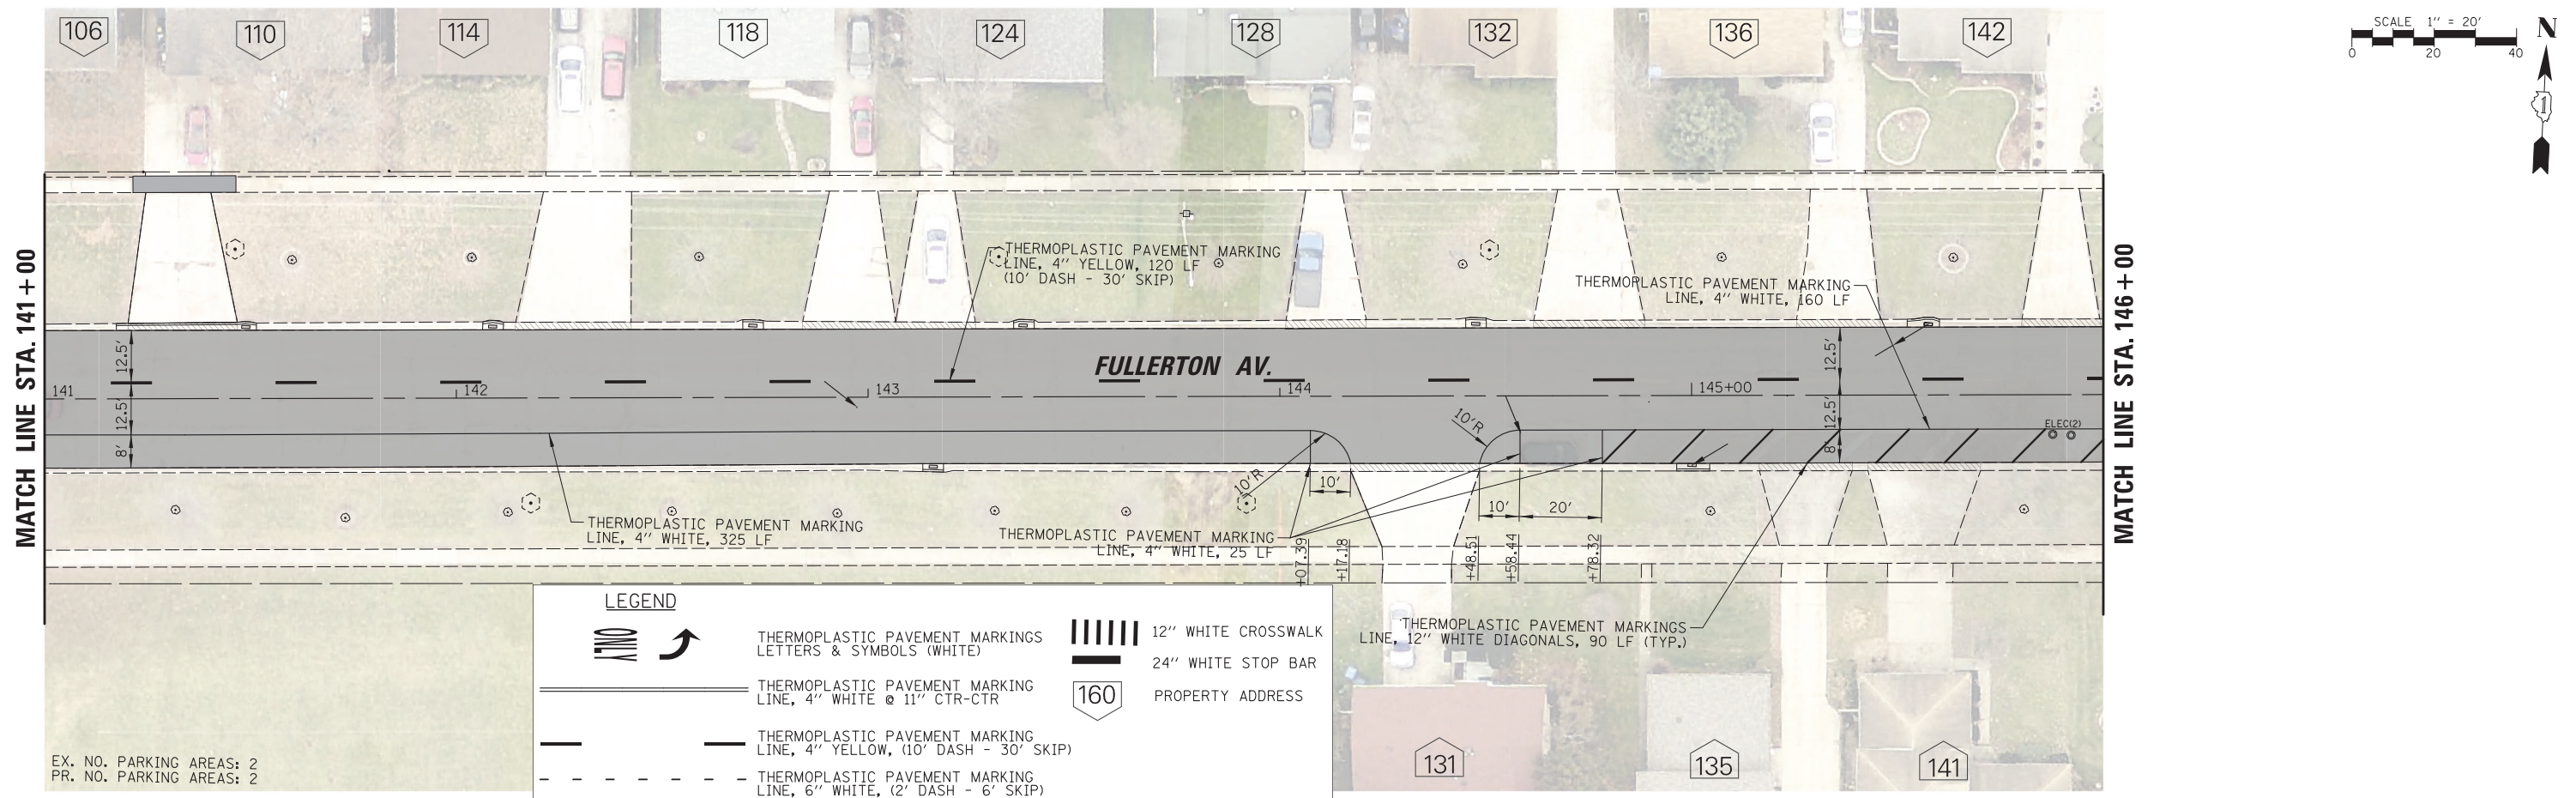 106
110
114
118
124
128
132
136
142
SCALE 1" = 20'
0 20 40
N
1
MATCH LINE STA. 141+00
THERMOPLASTIC PAVEMENT MARKING
LINE, 4" YELLOW, 120 LF
(10' DASH - 30' SKIP)
THERMOPLASTIC PAVEMENT MARKING
LINE, 4" WHITE, 160 LF
MATCH LINE STA. 146+00
FULLERTON AV.
12.5'
12.5'
8'
12.5'
12.5'
8'
141
142
143
144
145+00
ELEC(2)
10'R
10'R
10'
10'
20'
THERMOPLASTIC PAVEMENT MARKING
LINE, 4" WHITE, 325 LF
THERMOPLASTIC PAVEMENT MARKING
LINE, 4" WHITE, 25 LF
+07.39
+17.18
+48.51
+58.44
+78.32
THERMOPLASTIC PAVEMENT MARKINGS
LINE, 12" WHITE DIAGONALS, 90 LF (TYP.)
LEGEND
ONLY
THERMOPLASTIC PAVEMENT MARKINGS
LETTERS & SYMBOLS (WHITE)
THERMOPLASTIC PAVEMENT MARKING
LINE, 4" WHITE @ 11" CTR-CTR
THERMOPLASTIC PAVEMENT MARKING
LINE, 4" YELLOW, (10' DASH - 30' SKIP)
THERMOPLASTIC PAVEMENT MARKING
LINE, 6" WHITE, (2' DASH - 6' SKIP)
12" WHITE CROSSWALK
24" WHITE STOP BAR
160
PROPERTY ADDRESS
131
135
141
EX. NO. PARKING AREAS: 2
PR. NO. PARKING AREAS: 2